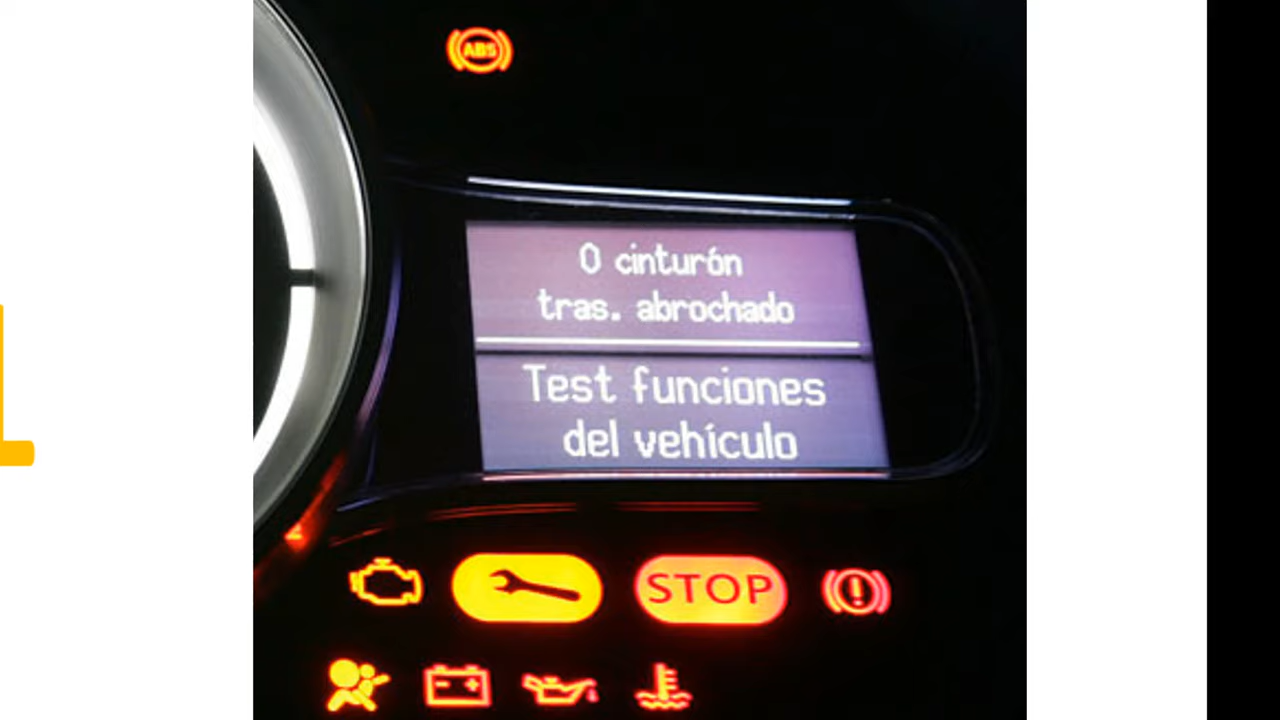 ABS
0 cinturón
tras. abrochado
Test funciones
del vehículo
STOP